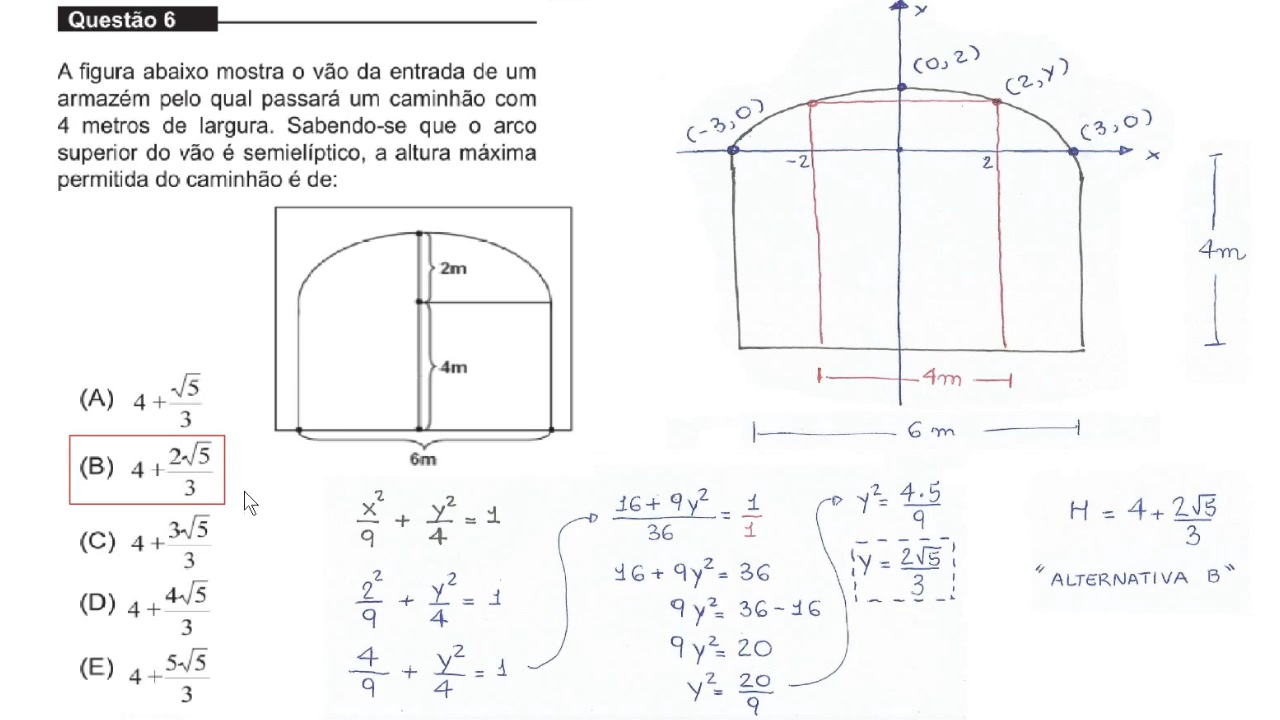 Questão 6
A figura abaixo mostra o vão da entrada de um
armazém pelo qual passará um caminhão com
4 metros de largura. Sabendo-se que o arco
superior do vão é semielíptico, a altura máxima
permitida do caminhão é de:
2m
4m
6m
(A) 4 + √5/3
(B) 4 + 2√5/3
(C) 4 + 3√5/3
(D) 4 + 4√5/3
(E) 4 + 5√5/3
Y
(0,2)
(2,Y)
(-3,0)
(3,0)
-2
2
x
4m
4m
6 m
x²/9 + y²/4 = 1
2²/9 + y²/4 = 1
4/9 + y²/4 = 1
16 + 9y²/36 = 1/1
16 + 9y² = 36
9y² = 36 - 16
9y² = 20
y² = 20/9
y² = 4.5/9
y = 2√5/3
H = 4 + 2√5/3
"ALTERNATIVA B"